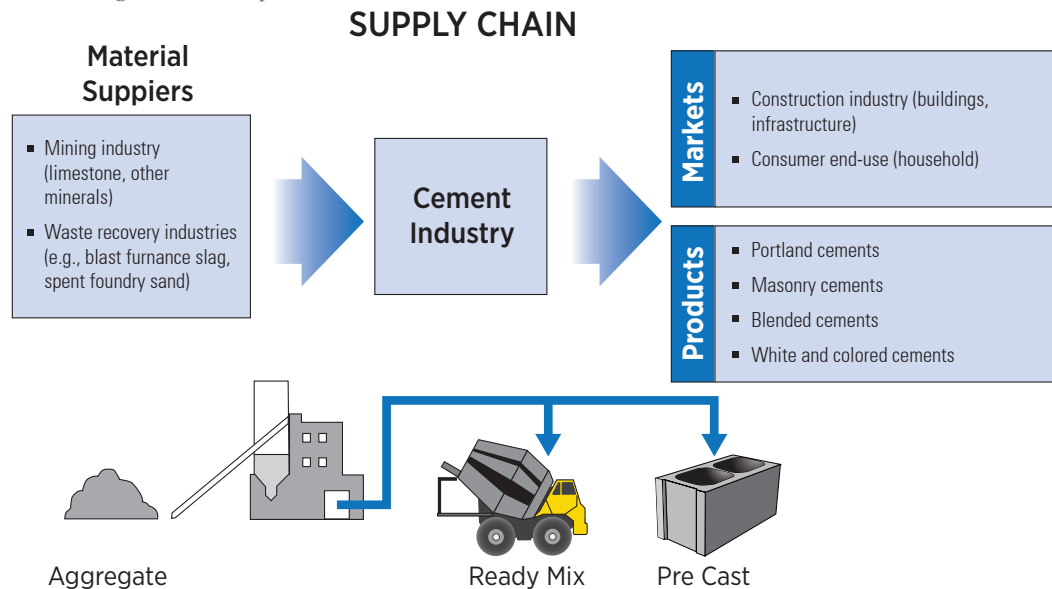 SUPPLY CHAIN
Material
Suppiers
▪ Mining industry
(limestone, other
minerals)
▪ Waste recovery industries
(e.g., blast furnance slag,
spent foundry sand)
Cement
Industry
Markets
▪ Construction industry (buildings,
infrastructure)
▪ Consumer end-use (household)
Products
▪ Portland cements
▪ Masonry cements
▪ Blended cements
▪ White and colored cements
Aggregate
Ready Mix
Pre Cast